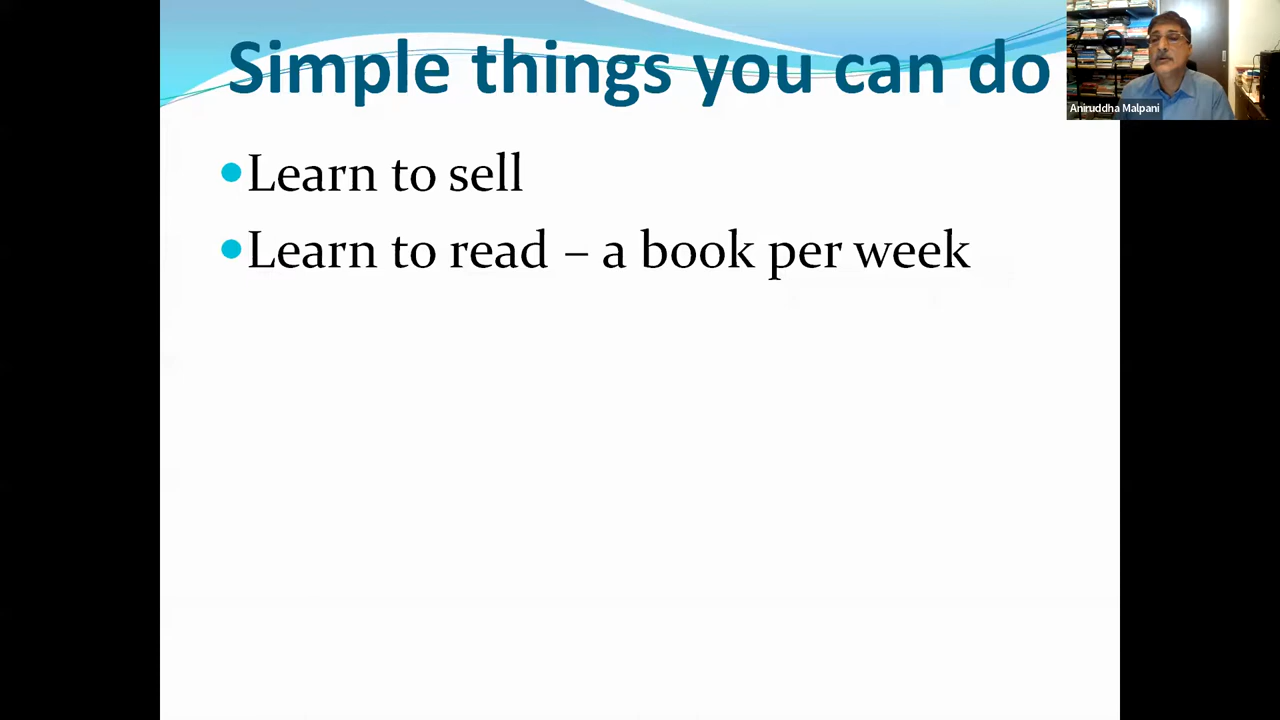 Simple things you can do
•Learn to sell
•Learn to read – a book per week
Aniruddha Malpani